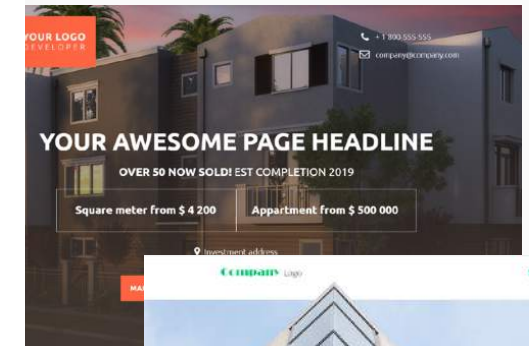 YOUR LOGO
DEVELOPER
+ 1 800 555 555
company@company.com
YOUR AWESOME PAGE HEADLINE
OVER 50 NOW SOLD! EST COMPLETION 2019
Square meter from $ 4 200
Appartment from $ 500 000
Investment address
MA
Company Logo